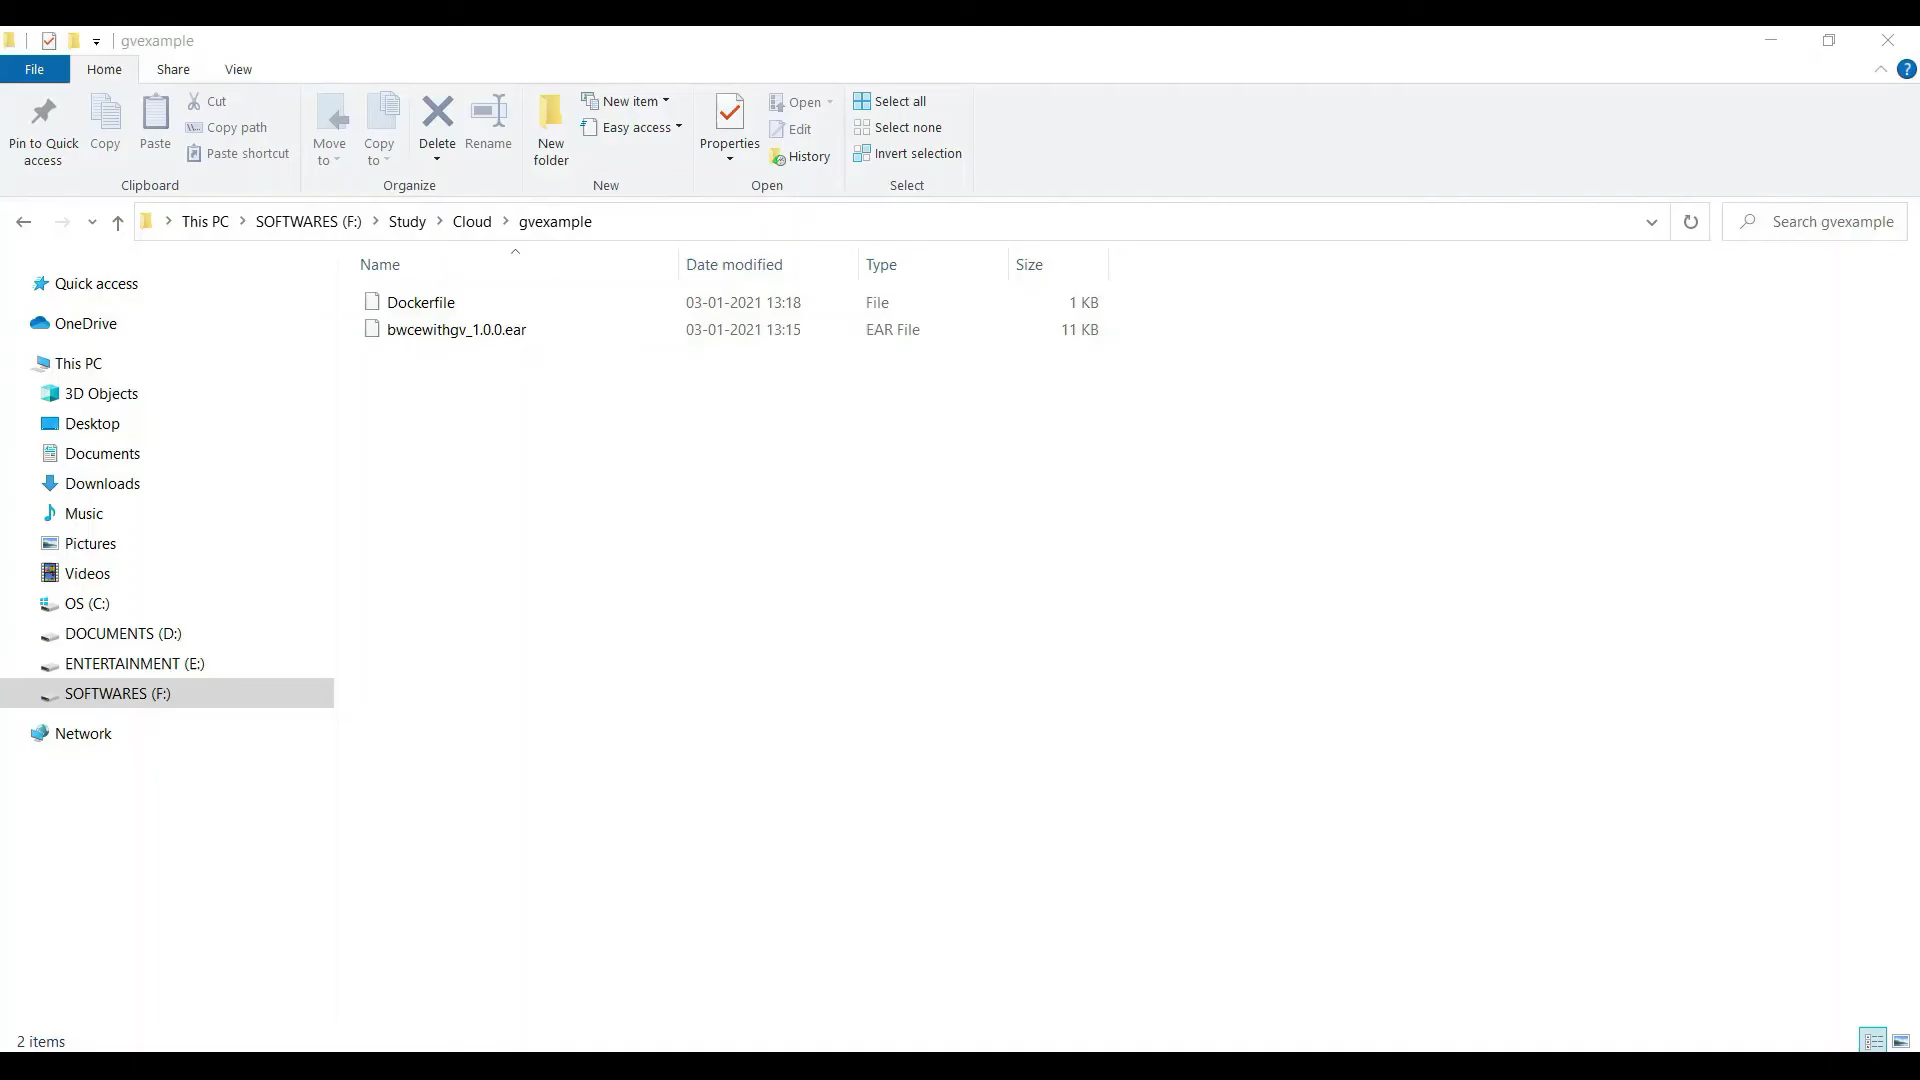 gvexample
File Home Share View
Pin to Quick access
Copy
Paste
Cut
Copy path
Paste shortcut
Clipboard
Move to
Copy to
Delete
Rename
Organize
New folder
New item
Easy access
New
Properties
Open
Edit
History
Open
Select all
Select none
Invert selection
Select
This PC SOFTWARES (F:) Study Cloud gvexample
Search gvexample
Name Date modified Type Size
Dockerfile 03-01-2021 13:18 File 1 KB
bwcewithgv_1.0.0.ear 03-01-2021 13:15 EAR File 11 KB
Quick access
OneDrive
This PC
3D Objects
Desktop
Documents
Downloads
Music
Pictures
Videos
OS (C:)
DOCUMENTS (D:)
ENTERTAINMENT (E:)
SOFTWARES (F:)
Network
2 items